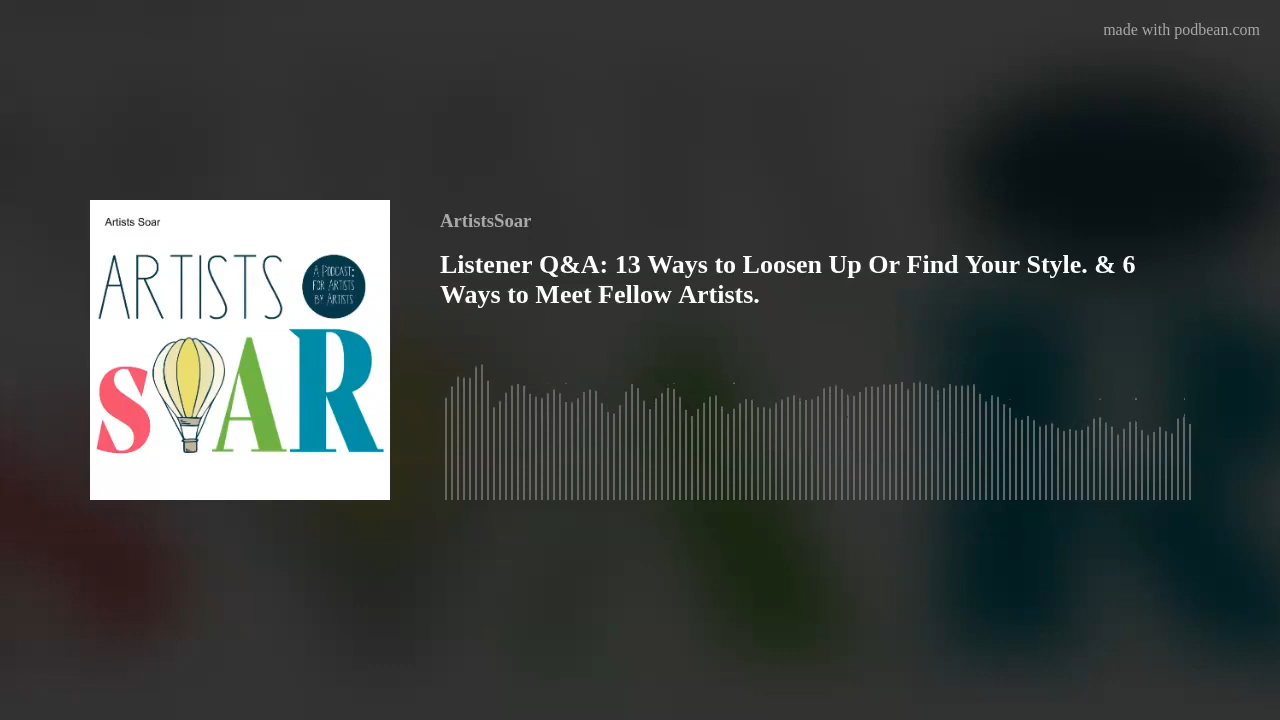 made with podbean.com
Artists Soar
ARTISTS
A PODCAST:
FOR ARTISTS
BY ARTISTS
SOAR
ArtistsSoar
Listener Q&A: 13 Ways to Loosen Up Or Find Your Style. & 6
Ways to Meet Fellow Artists.